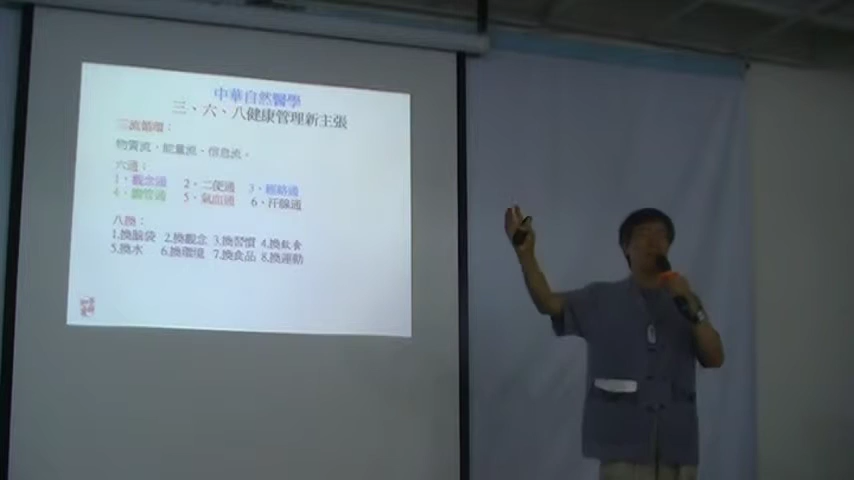 中華自然醫學
三、六、八健康管理新主張
三流循環：
物質流、能量流、信息流。
六通：
1、觀念通 2、二便通 3、經絡通
4、腸管通 5、氣血通 6、汗腺通
八換：
1.換腦袋 2.換觀念 3.換習慣 4.換飲食
5.換水 6.換環境 7.換食品 8.換運動